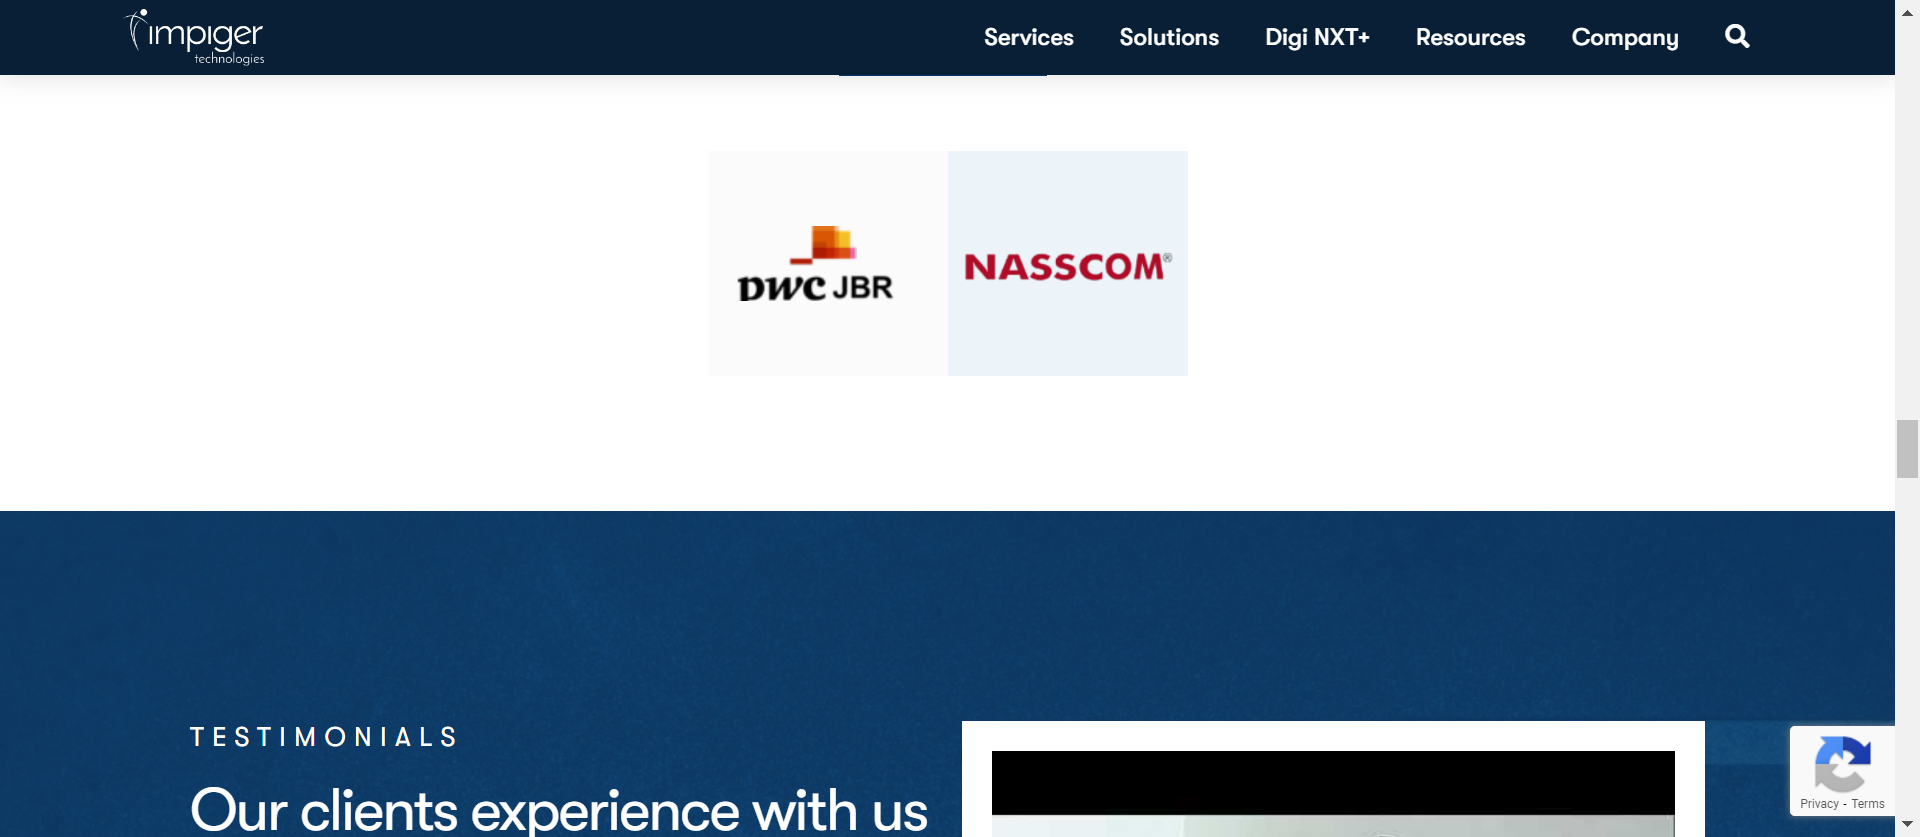 impiger
technologies
Services Solutions Digi NXT+ Resources Company
pwc JBR
NASSCOM®
TESTIMONIALS
Our clients experience with us
Privacy - Terms